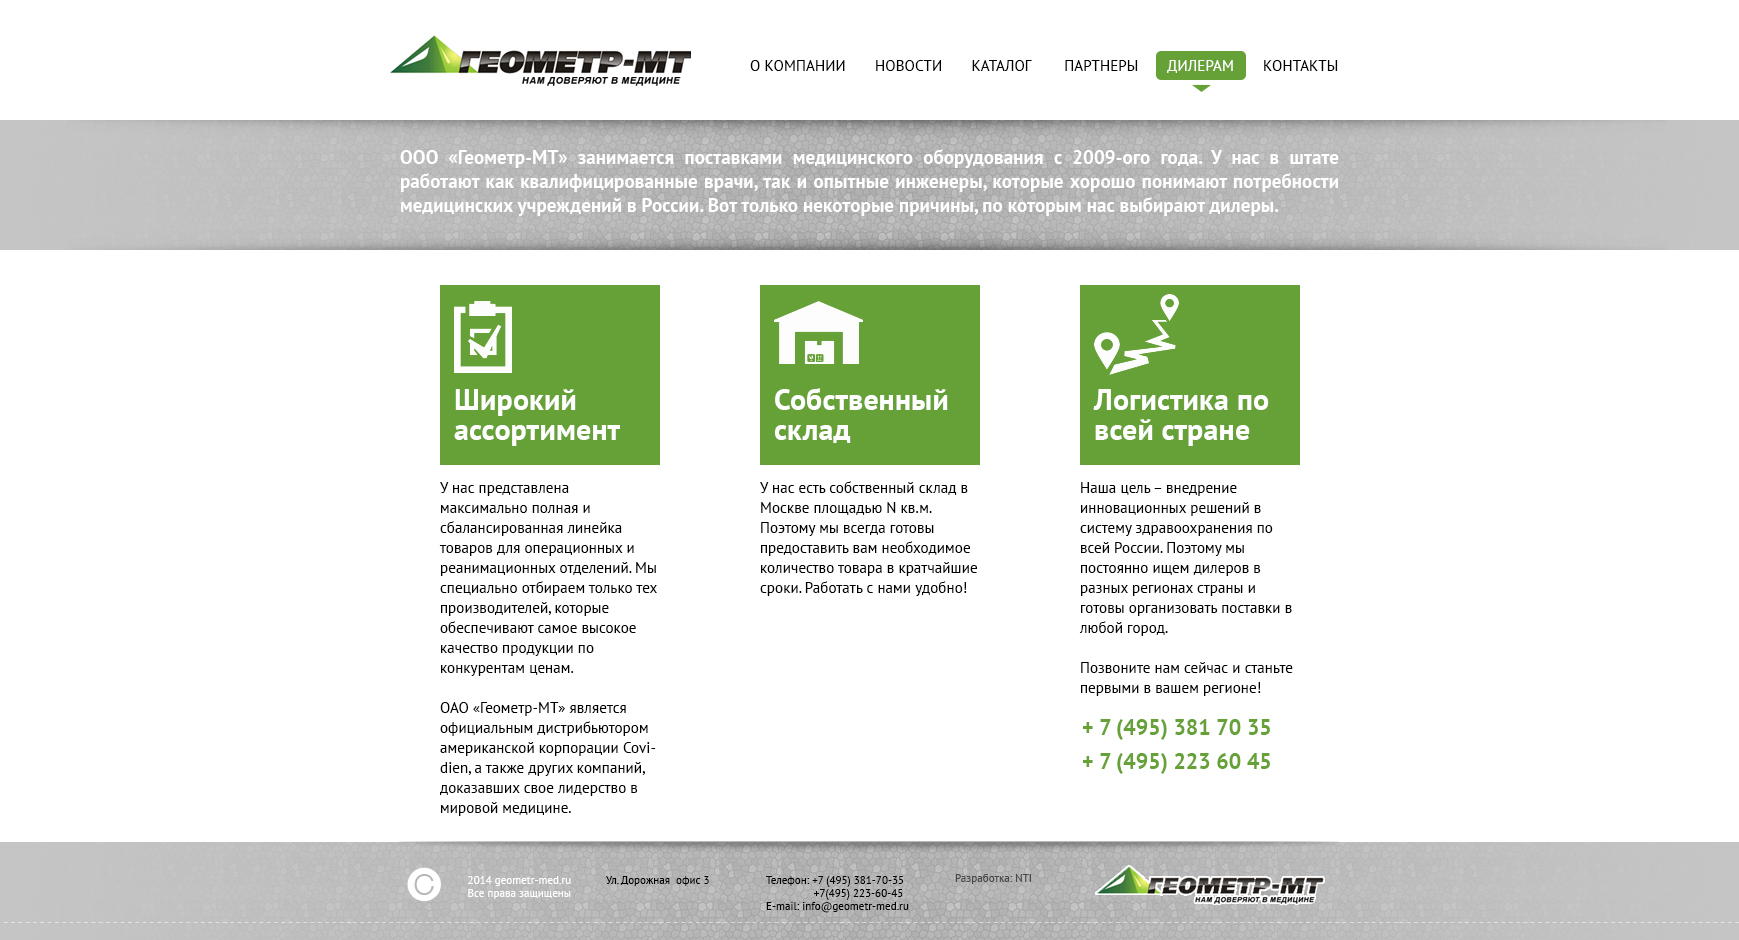 ГЕОМЕТР-МТ
НАМ ДОВЕРЯЮТ В МЕДИЦИНЕ
О КОМПАНИИ НОВОСТИ КАТАЛОГ ПАРТНЕРЫ ДИЛЕРАМ КОНТАКТЫ
ООО «Геометр-МТ» занимается поставками медицинского оборудования с 2009-ого года. У нас в штате
работают как квалифицированные врачи, так и опытные инженеры, которые хорошо понимают потребности
медицинских учреждений в России. Вот только некоторые причины, по которым нас выбирают дилеры.
Широкий
ассортимент
У нас представлена
максимально полная и
сбалансированная линейка
товаров для операционных и
реанимационных отделений. Мы
специально отбираем только тех
производителей, которые
обеспечивают самое высокое
качество продукции по
конкурентам ценам.
ОАО «Геометр-МТ» является
официальным дистрибьютором
американской корпорации Covi-
dien, а также других компаний,
доказавших свое лидерство в
мировой медицине.
Собственный
склад
У нас есть собственный склад в
Москве площадью N кв.м.
Поэтому мы всегда готовы
предоставить вам необходимое
количество товара в кратчайшие
сроки. Работать с нами удобно!
Логистика по
всей стране
Наша цель – внедрение
инновационных решений в
систему здравоохранения по
всей России. Поэтому мы
постоянно ищем дилеров в
разных регионах страны и
готовы организовать поставки в
любой город.
Позвоните нам сейчас и станьте
первыми в вашем регионе!
+ 7 (495) 381 70 35
+ 7 (495) 223 60 45
2014 geometr-med.ru
Все права защищены
Ул. Дорожная офис 3
Телефон: +7 (495) 381-70-35
+7(495) 223-60-45
E-mail: info@geometr-med.ru
Разработка: NTI
ГЕОМЕТР-МТ
НАМ ДОВЕРЯЮТ В МЕДИЦИНЕ